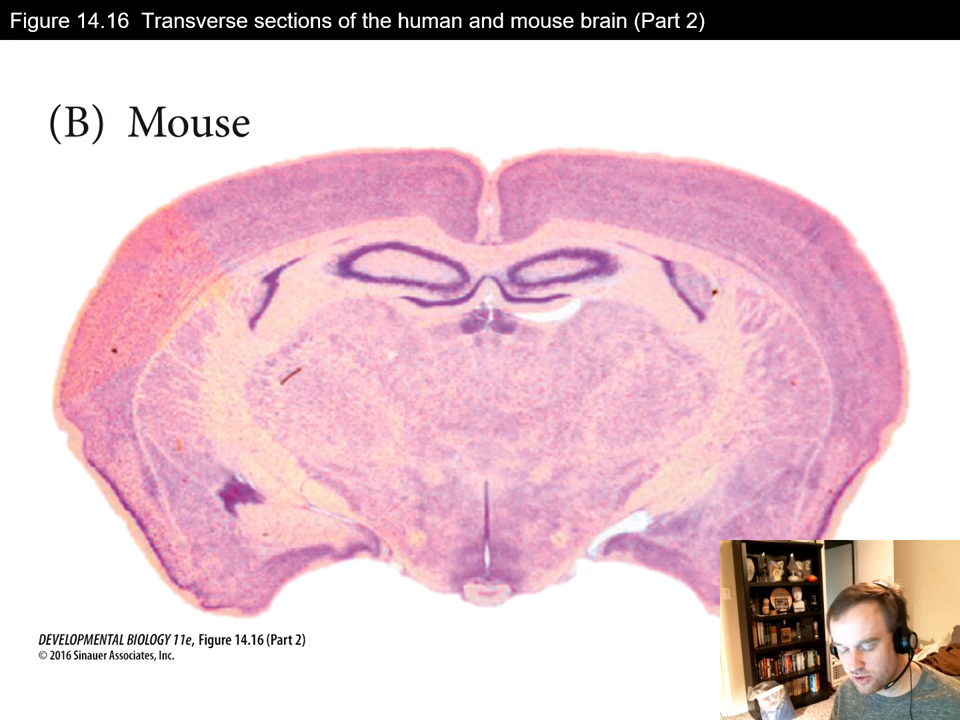 Figure 14.16 Transverse sections of the human and mouse brain (Part 2)
(B) Mouse
DEVELOPMENTAL BIOLOGY 11e, Figure 14.16 (Part 2)
© 2016 Sinauer Associates, Inc.